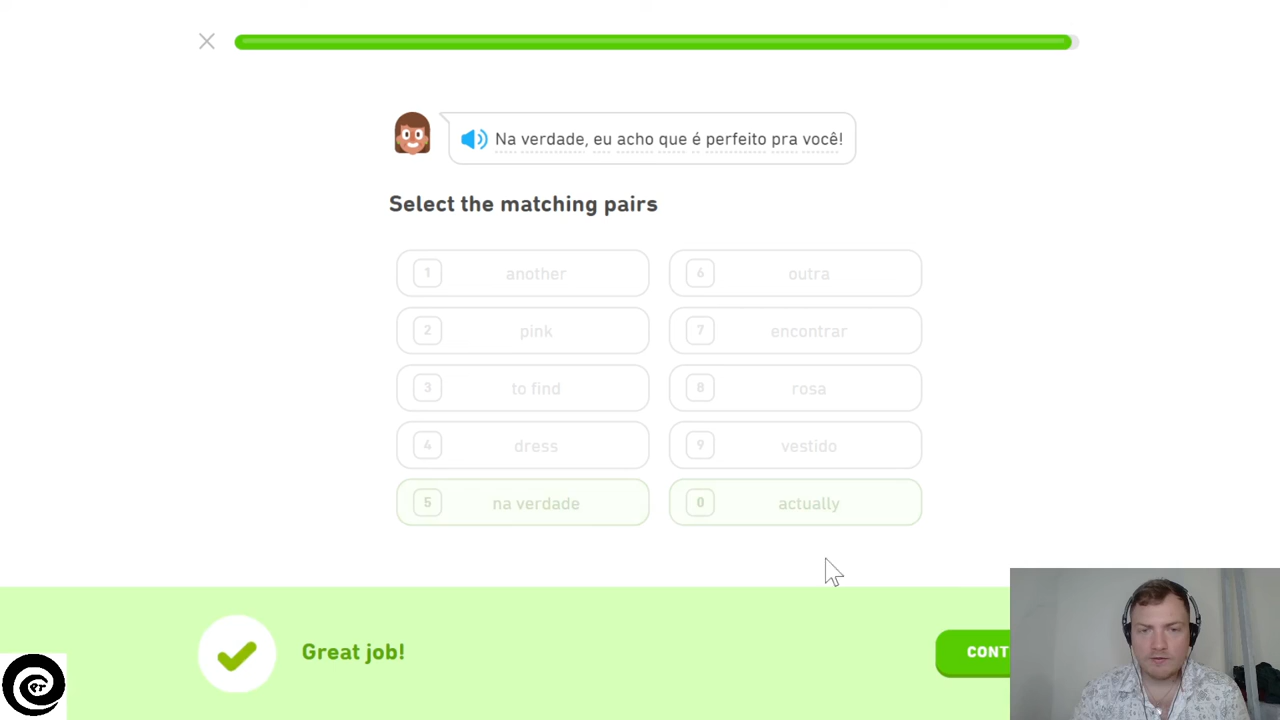 Na verdade, eu acho que é perfeito pra você!
Select the matching pairs
1 another
6 outra
2 pink
7 encontrar
3 to find
8 rosa
4 dress
9 vestido
5 na verdade
0 actually
Great job!
CONT